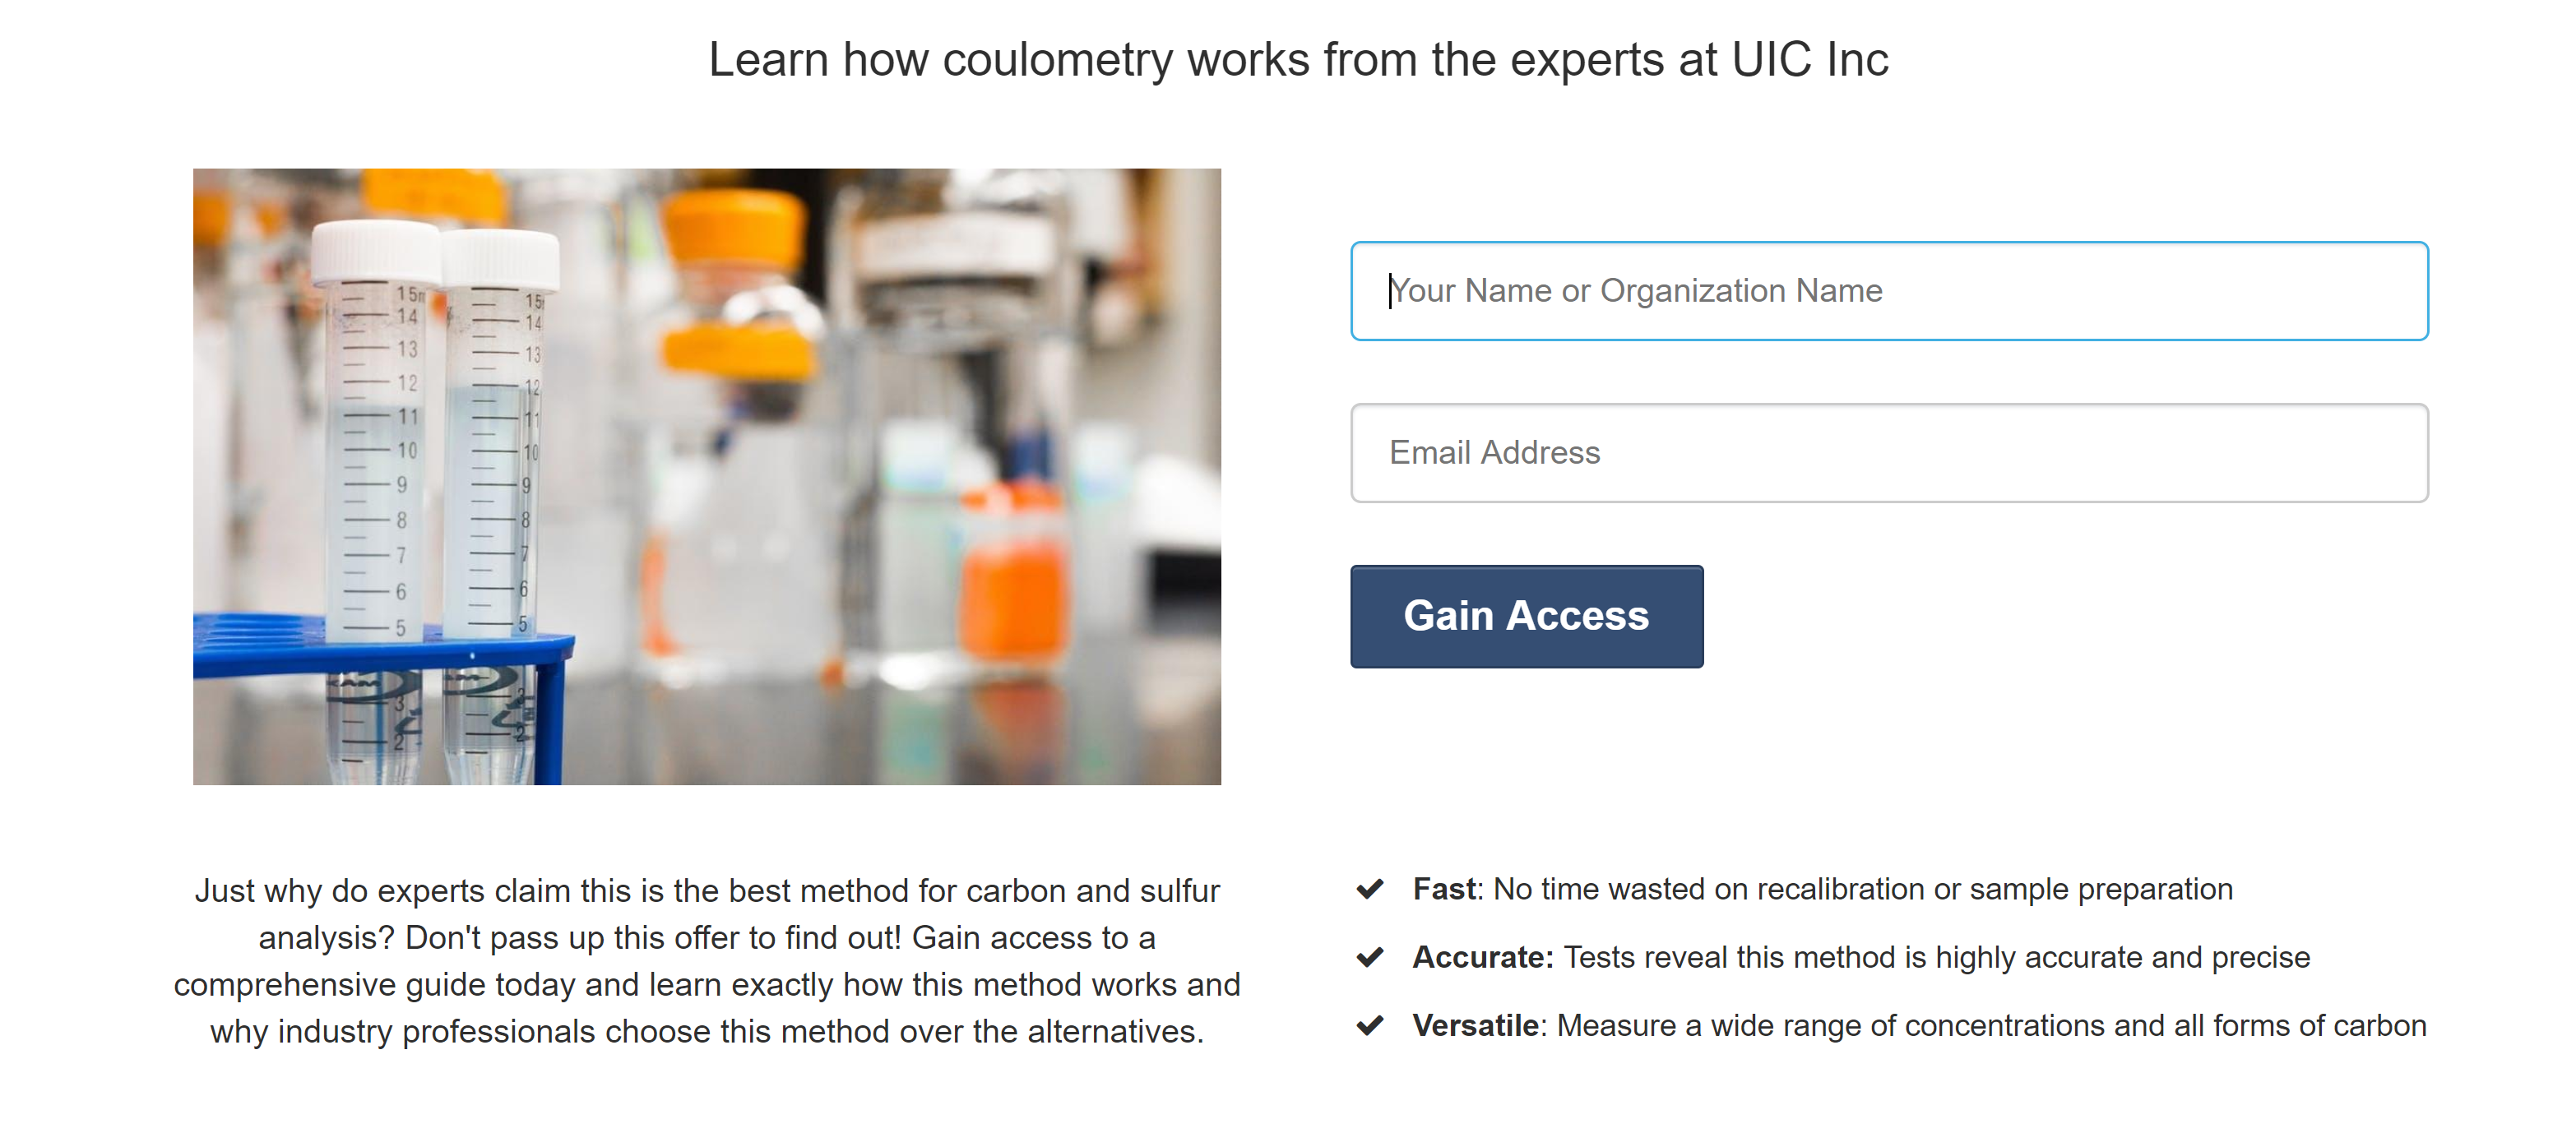 Learn how coulometry works from the experts at UIC Inc
15m
14
13
12
11
10
9
8
7
6
5
3
2
15
14
13
12
11
10
9
8
7
6
5
2
Your Name or Organization Name
Email Address
Gain Access
Just why do experts claim this is the best method for carbon and sulfur
analysis? Don't pass up this offer to find out! Gain access to a
comprehensive guide today and learn exactly how this method works and
why industry professionals choose this method over the alternatives.
Fast: No time wasted on recalibration or sample preparation
Accurate: Tests reveal this method is highly accurate and precise
Versatile: Measure a wide range of concentrations and all forms of carbon